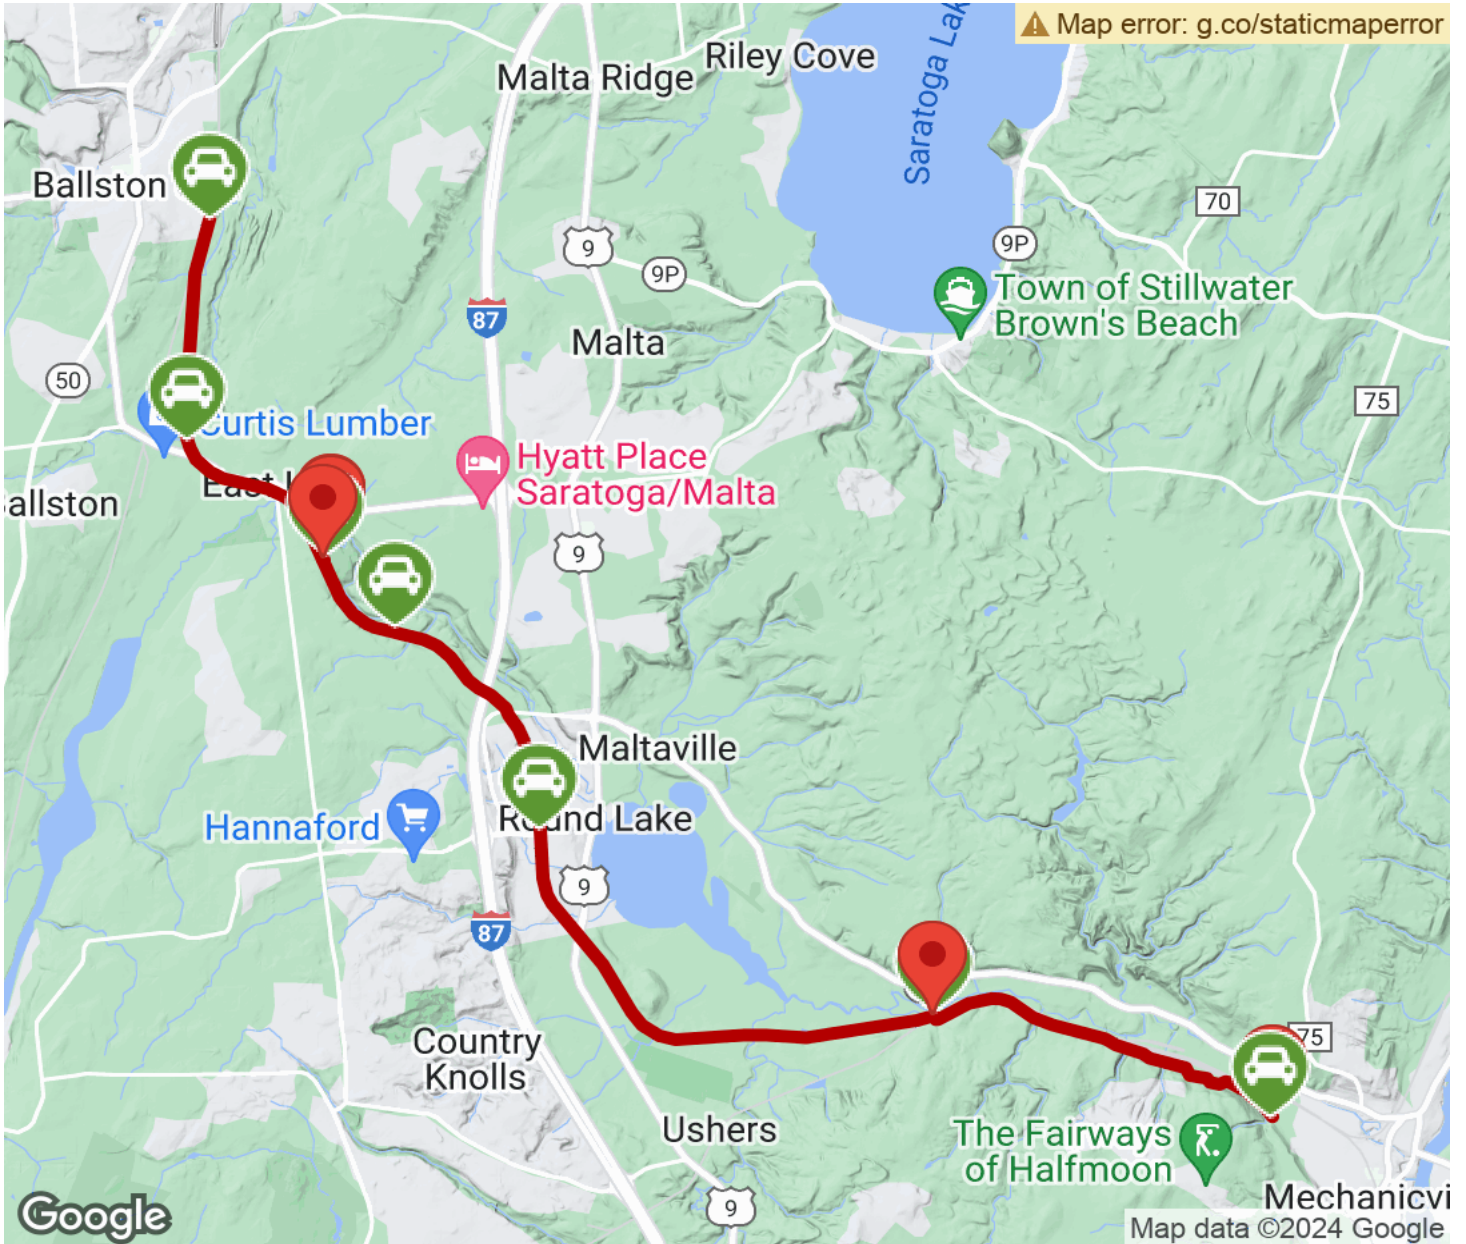 Map error: g.co/staticmaperror
Riley Cove
Malta Ridge
Saratoga Lak
Ballston
70
9
9P
9P
Town of Stillwater
Brown's Beach
87
Malta
50
75
Curtis Lumber
Hyatt Place
Saratoga/Malta
East L
allston
9
Maltaville
Round Lake
Hannaford
9
87
75
Country
Knolls
Ushers
The Fairways
of Halfmoon
9
Mechanicvi
Google
Map data ©2024 Google